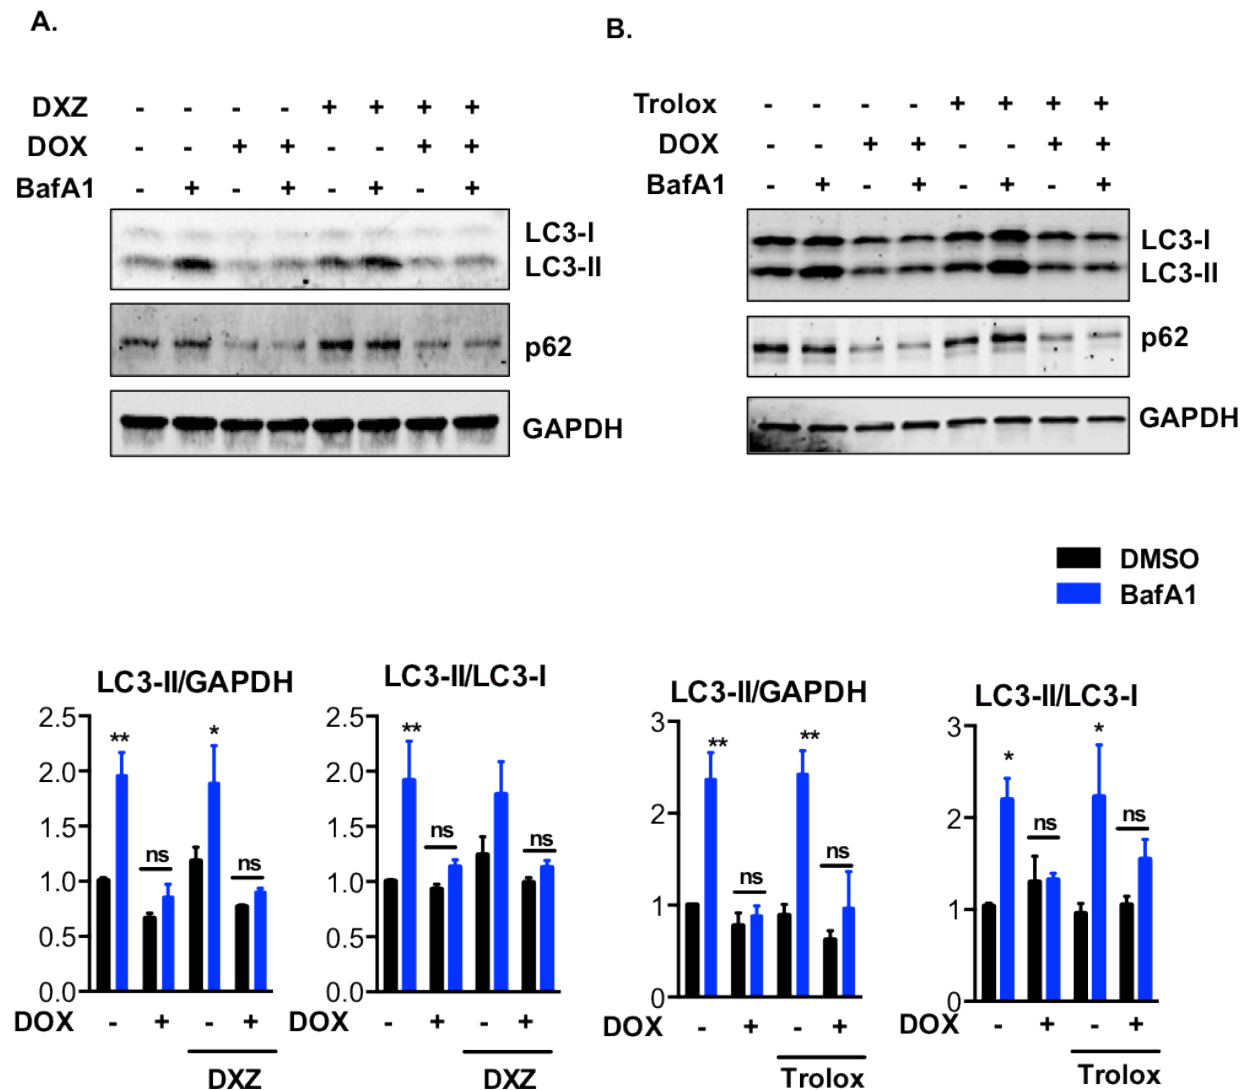 A.
DXZ - - - - + + + +
DOX - - + + - - + +
BafA1 - + - + - + - +
LC3-I
LC3-II
p62
GAPDH
B.
Trolox - - - - + + + +
DOX - - + + - - + +
BafA1 - + - + - + - +
LC3-I
LC3-II
p62
GAPDH
DMSO
BafA1
LC3-II/GAPDH
2.5
2.0
1.5
1.0
0.5
0.0
** ns * ns
DOX - + - +
DXZ
LC3-II/LC3-I
2.5
2.0
1.5
1.0
0.5
0.0
** ns ns
DOX - + - +
DXZ
LC3-II/GAPDH
3
2
1
0
** ns ** ns
DOX - + - +
Trolox
LC3-II/LC3-I
3
2
1
0
* ns * ns
DOX - + - +
Trolox